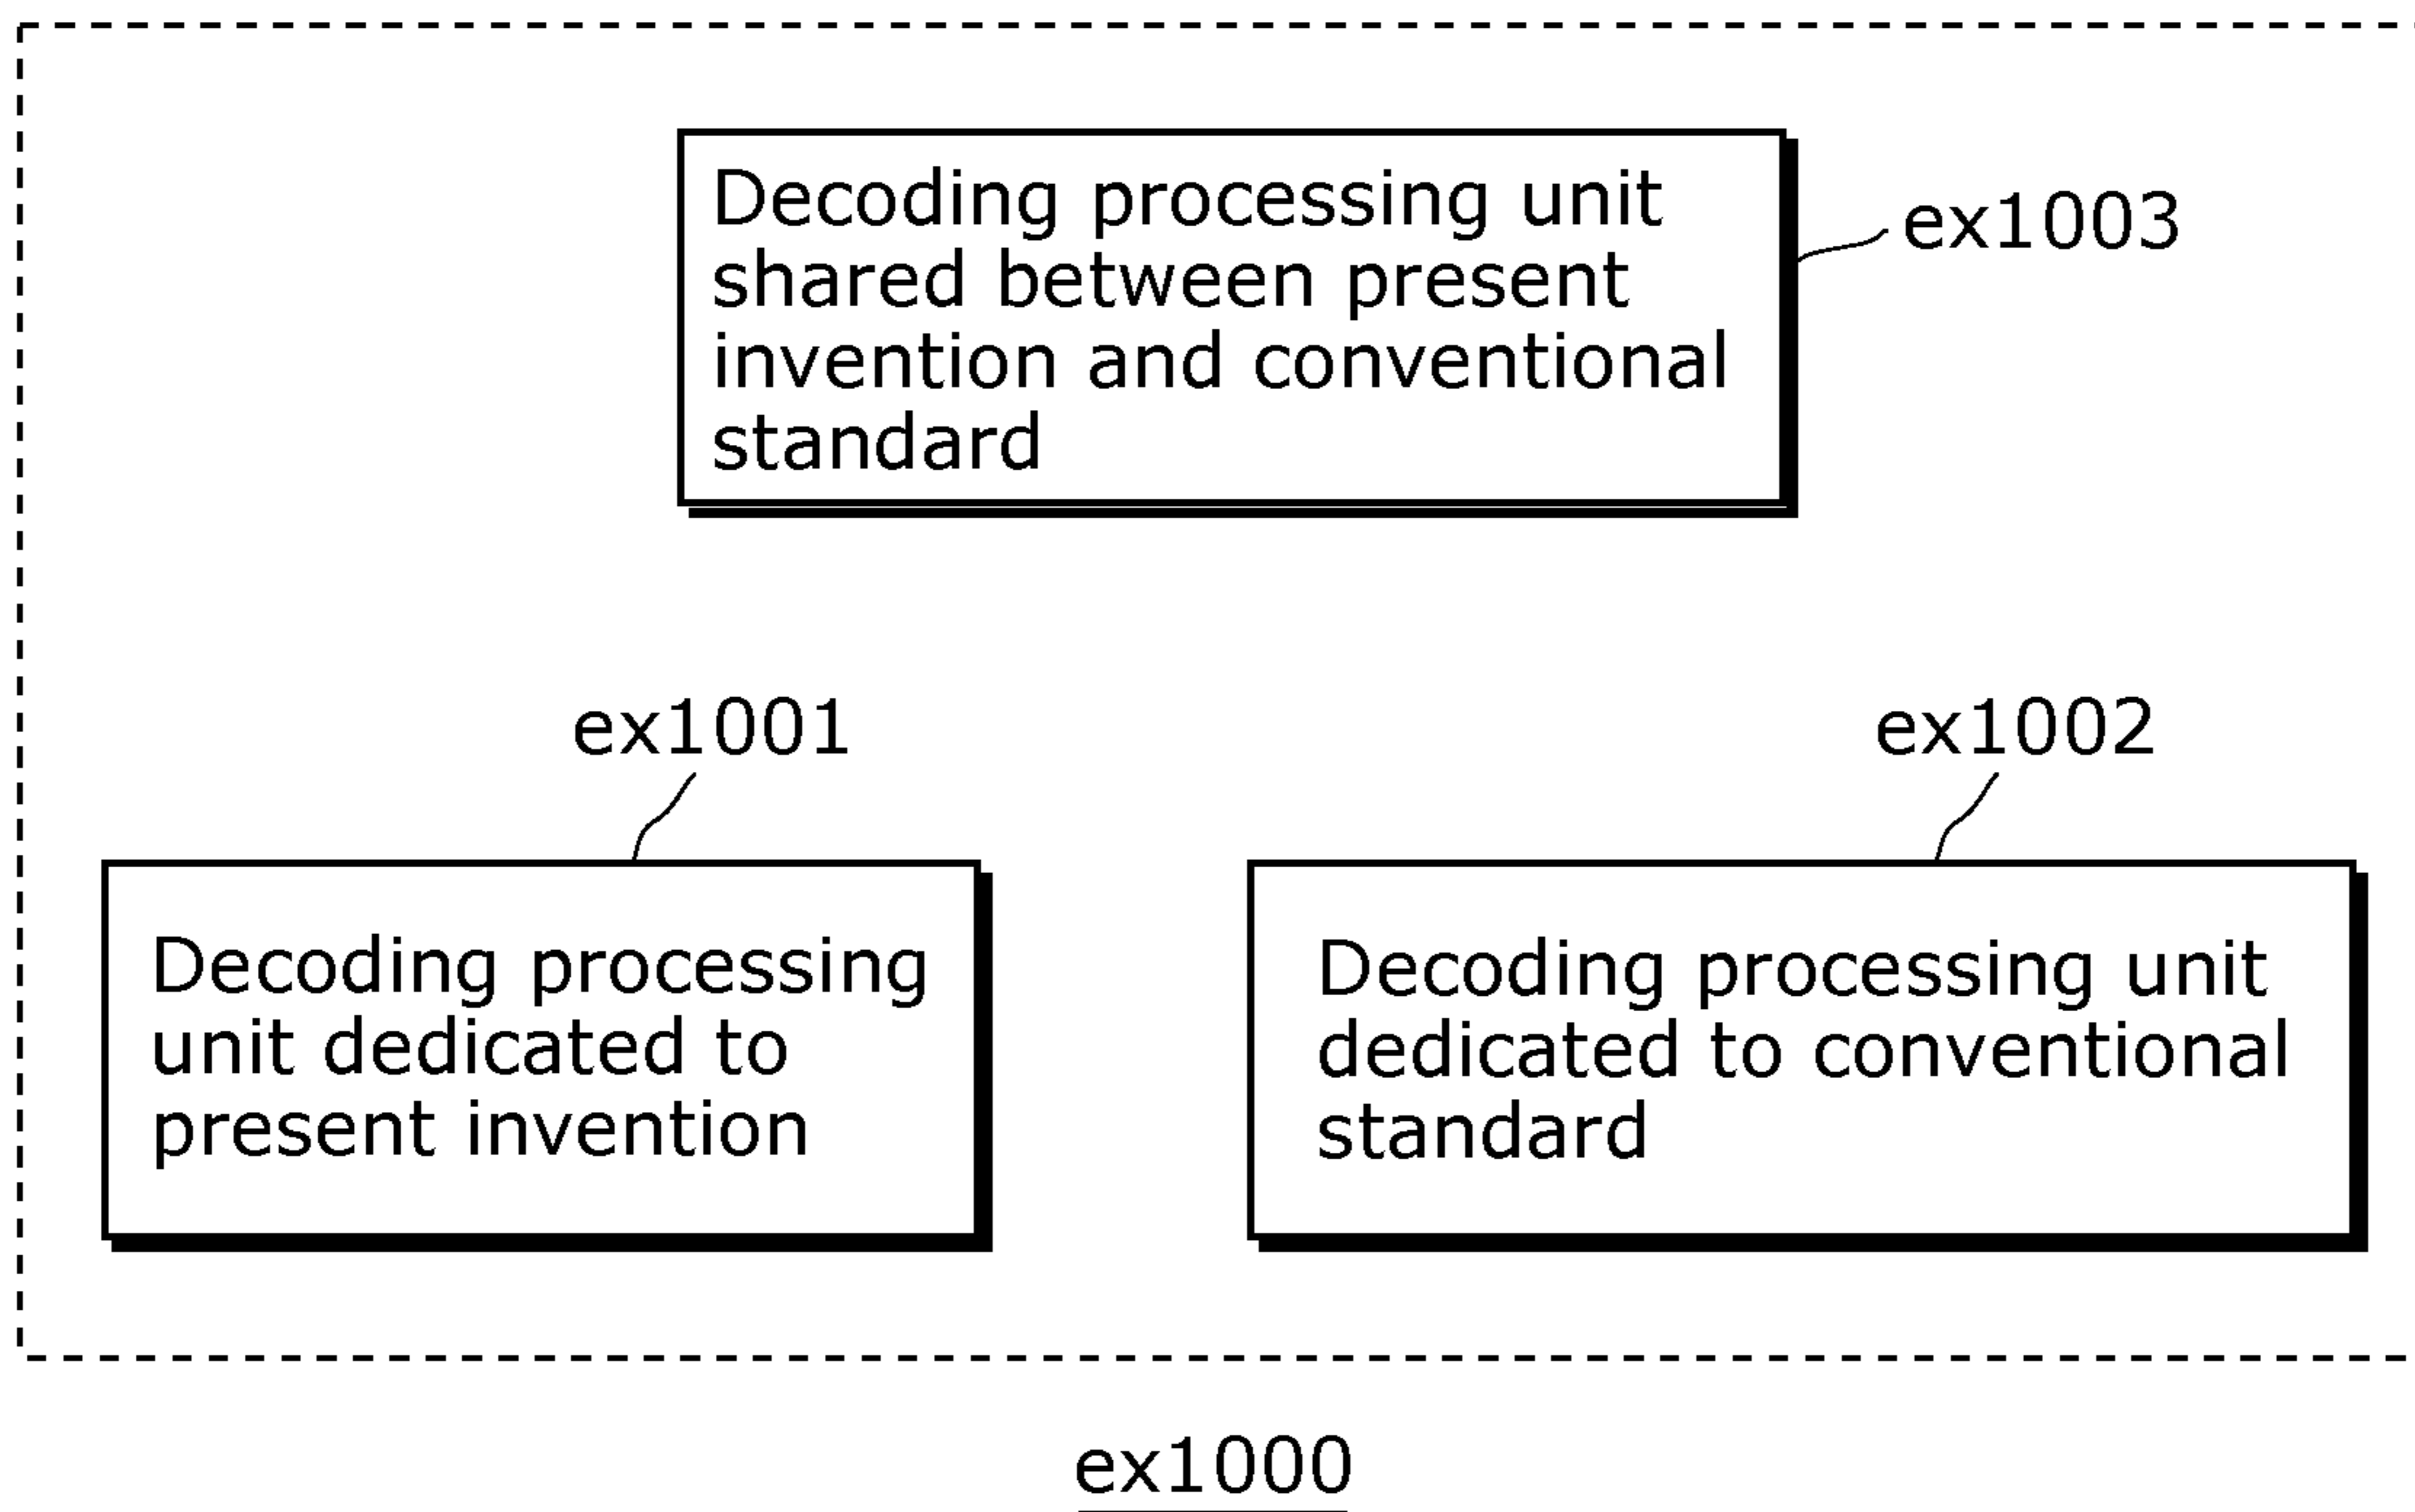 Decoding processing unit
shared between present
invention and conventional
standard
ex1003
ex1001
ex1002
Decoding processing
unit dedicated to
present invention
Decoding processing unit
dedicated to conventional
standard
ex1000